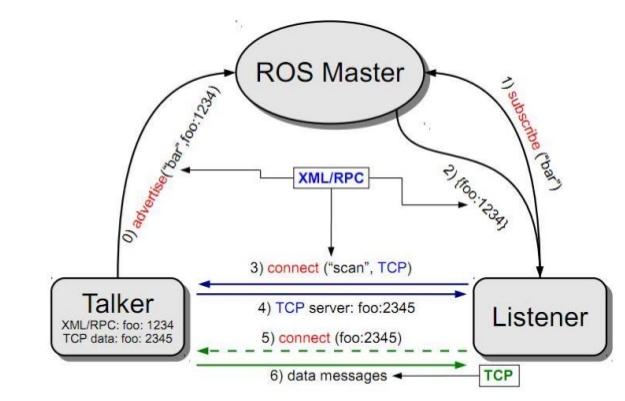 ROS Master
0) advertise("bar",foo:1234)
1) subscribe ("bar")
XML/RPC
2) {foo:1234}
3) connect ("scan", TCP)
Talker
XML/RPC: foo: 1234
TCP data: foo: 2345
4) TCP server: foo:2345
Listener
5) connect (foo:2345)
6) data messages
TCP